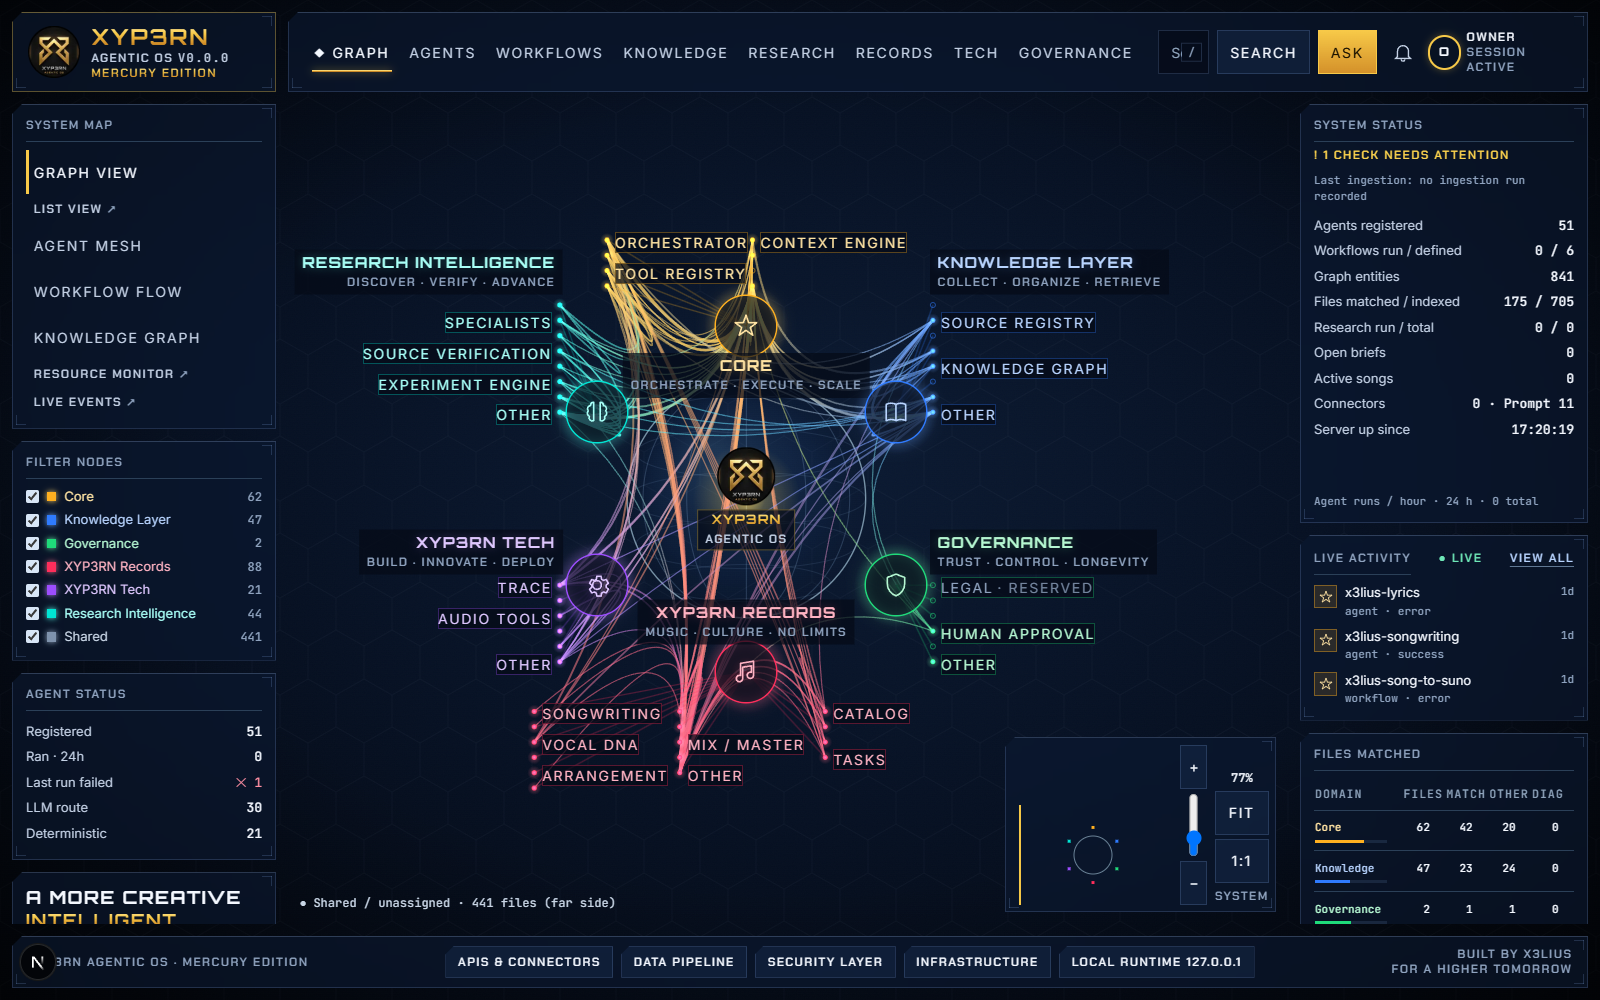 XYP3RN
AGENTIC OS V0.0.0
MERCURY EDITION
XYP3RN
◆ GRAPH
AGENTS
WORKFLOWS
KNOWLEDGE
RESEARCH
RECORDS
TECH
GOVERNANCE
S /
SEARCH
ASK
OWNER
SESSION
ACTIVE
SYSTEM MAP
GRAPH VIEW
LIST VIEW ↗
AGENT MESH
WORKFLOW FLOW
KNOWLEDGE GRAPH
RESOURCE MONITOR ↗
LIVE EVENTS ↗
FILTER NODES
Core 62
Knowledge Layer 47
Governance 2
XYP3RN Records 88
XYP3RN Tech 21
Research Intelligence 44
Shared 441
AGENT STATUS
Registered 51
Ran · 24h 0
Last run failed ✕ 1
LLM route 30
Deterministic 21
A MORE CREATIVE
INTELLIGENT
ORCHESTRATOR
CONTEXT ENGINE
TOOL REGISTRY
RESEARCH INTELLIGENCE
DISCOVER · VERIFY · ADVANCE
SPECIALISTS
SOURCE VERIFICATION
EXPERIMENT ENGINE
OTHER
KNOWLEDGE LAYER
COLLECT · ORGANIZE · RETRIEVE
SOURCE REGISTRY
KNOWLEDGE GRAPH
OTHER
CORE
ORCHESTRATE · EXECUTE · SCALE
XYP3RN
XYP3RN
AGENTIC OS
XYP3RN TECH
BUILD · INNOVATE · DEPLOY
TRACE
AUDIO TOOLS
OTHER
GOVERNANCE
TRUST · CONTROL · LONGEVITY
LEGAL · RESERVED
HUMAN APPROVAL
OTHER
XYP3RN RECORDS
MUSIC · CULTURE · NO LIMITS
SONGWRITING
VOCAL DNA
ARRANGEMENT
MIX / MASTER
OTHER
CATALOG
TASKS
● Shared / unassigned · 441 files (far side)
+
77%
FIT
1:1
−
SYSTEM
SYSTEM STATUS
! 1 CHECK NEEDS ATTENTION
Last ingestion: no ingestion run
recorded
Agents registered 51
Workflows run / defined 0 / 6
Graph entities 841
Files matched / indexed 175 / 705
Research run / total 0 / 0
Open briefs 0
Active songs 0
Connectors 0 · Prompt 11
Server up since 17:20:19
Agent runs / hour · 24 h · 0 total
LIVE ACTIVITY ● LIVE VIEW ALL
x3lius-lyrics 1d
agent · error
x3lius-songwriting 1d
agent · success
x3lius-song-to-suno 1d
workflow · error
FILES MATCHED
DOMAIN FILES MATCH OTHER DIAG
Core 62 42 20 0
Knowledge 47 23 24 0
Governance 2 1 1 0
N
3RN AGENTIC OS · MERCURY EDITION
APIS & CONNECTORS
DATA PIPELINE
SECURITY LAYER
INFRASTRUCTURE
LOCAL RUNTIME 127.0.0.1
BUILT BY X3LIUS
FOR A HIGHER TOMORROW